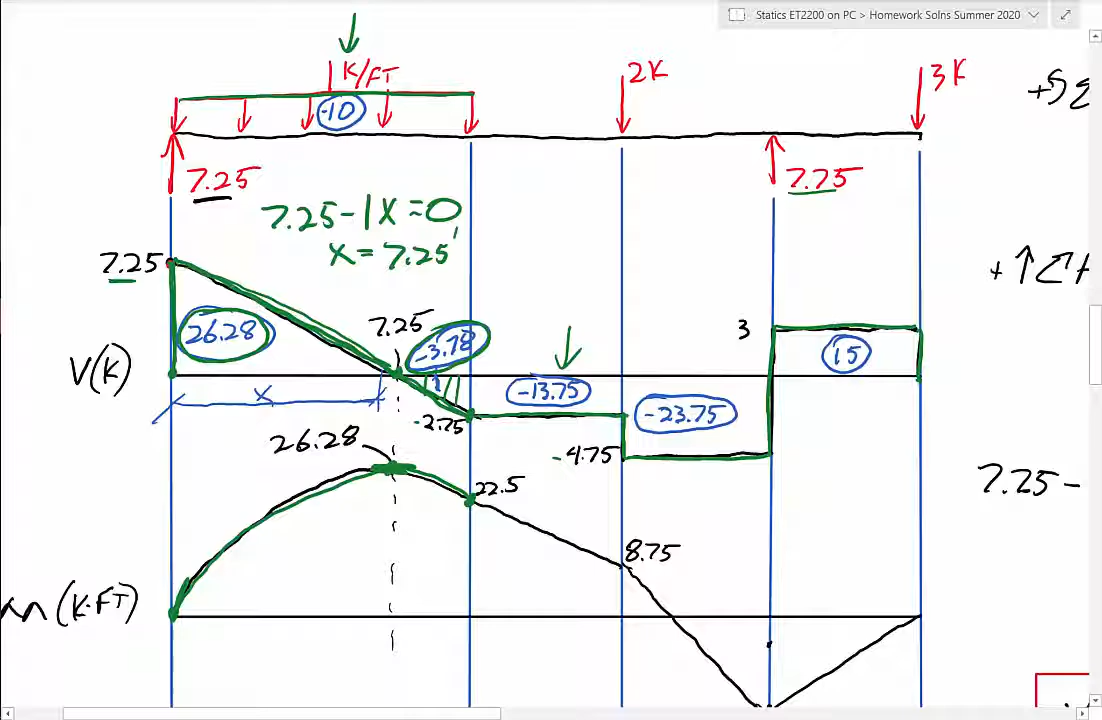 Statics ET2200 on PC > Homework Solns Summer 2020
1 K/FT
2K
3K
-10
7.25
7.75
7.25-1X=0
X=7.25'
7.25
26.28
7.25
-3.78
3
15
V(K)
X
-13.75
-23.75
-2.75
-4.75
26.28
22.5
8.75
M(K·FT)
7.25-